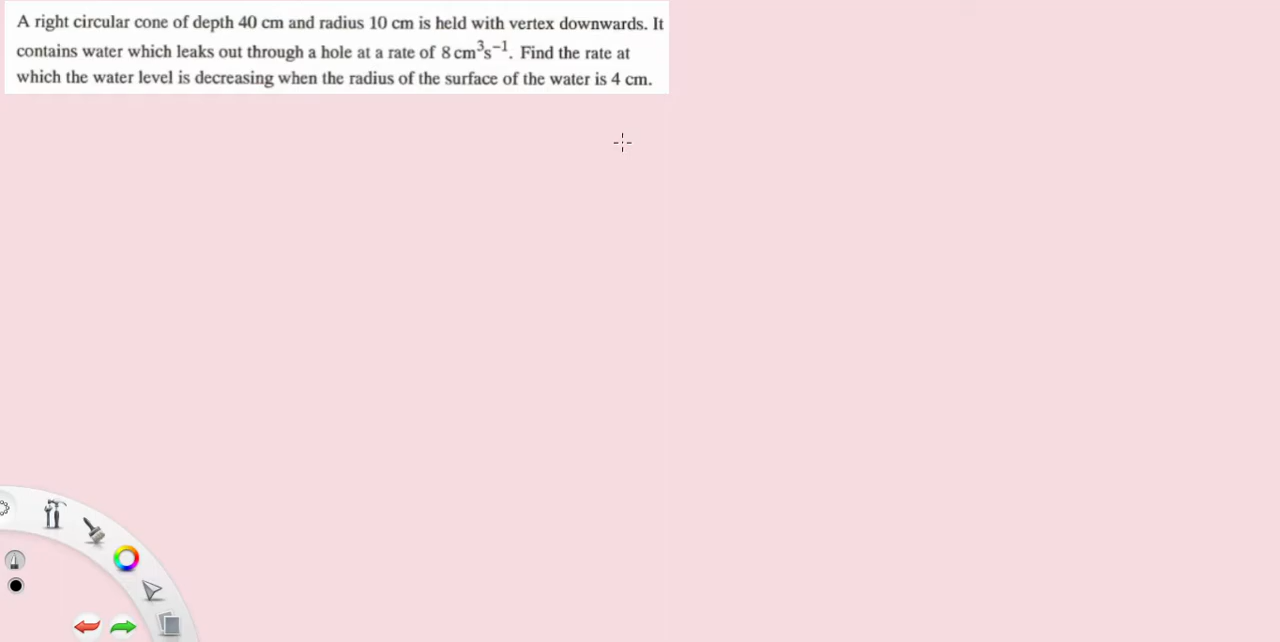 A right circular cone of depth 40 cm and radius 10 cm is held with vertex downwards. It
contains water which leaks out through a hole at a rate of 8 cm³s⁻¹. Find the rate at
which the water level is decreasing when the radius of the surface of the water is 4 cm.